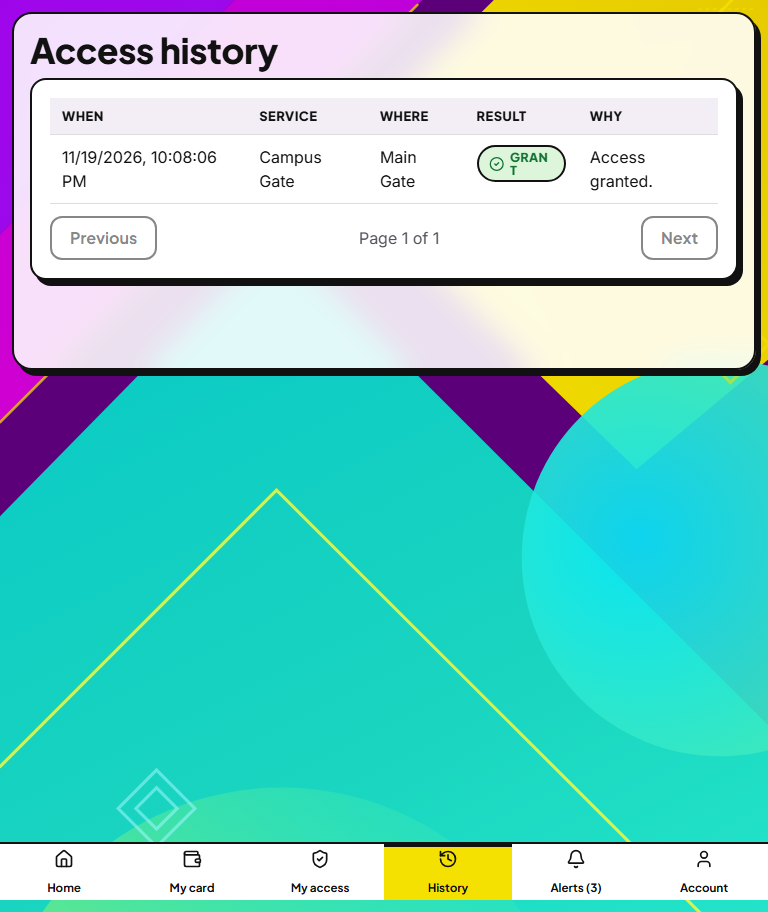 Access history
WHEN SERVICE WHERE RESULT WHY
11/19/2026, 10:08:06 Campus Main GRAN Access
PM Gate Gate T granted.
Previous Page 1 of 1 Next
Home My card My access History Alerts (3) Account